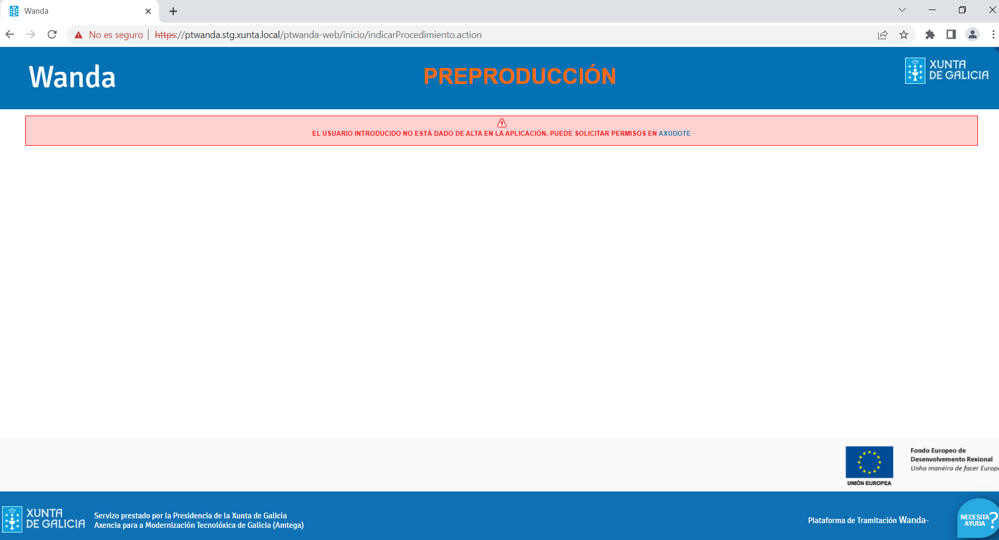 Wanda
No es seguro | https://ptwanda.stg.xunta.local/ptwanda-web/inicio/indicarProcedimiento.action
Wanda
PREPRODUCCIÓN
XUNTA
DE GALICIA
EL USUARIO INTRODUCIDO NO ESTÁ DADO DE ALTA EN LA APLICACIÓN. PUEDE SOLICITAR PERMISOS EN AXUDOTE
UNIÓN EUROPEA
Fondo Europeo de
Desenvolvemento Rexional
Unha maneira de facer Europ
XUNTA
DE GALICIA
Servizo prestado por la Presidencia de la Xunta de Galicia
Axencia para a Modernización Tecnolóxica de Galicia (Amtega)
Plataforma de Tramitación Wanda-
NECESITA
AYUDA ?